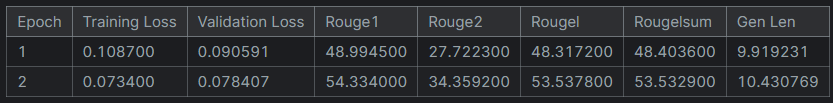 Epoch Training Loss Validation Loss Rouge1 Rouge2 Rougel Rougelsum Gen Len
1 0.108700 0.090591 48.994500 27.722300 48.317200 48.403600 9.919231
2 0.073400 0.078407 54.334000 34.359200 53.537800 53.532900 10.430769